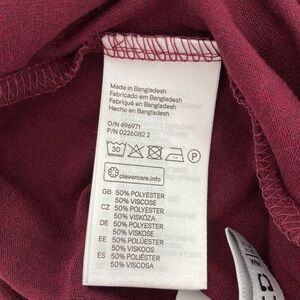 Made in Bangladesh
Fabricado em Bangladesh
Fabriqué en Bangladesh
Hecho en Bangladesh
O/N 496971
P/N 0226082.2
30
P
clevercare.info
GB 50% POLYESTER
50% VISCOSE
CZ 50% POLYESTER
50% VISKÓZA
DE 50% POLYESTER
50% VISKOSE
EE 50% POLÜESTER
50% VISKOOS
ES 50% POLIÉSTER
50% VISCOSA